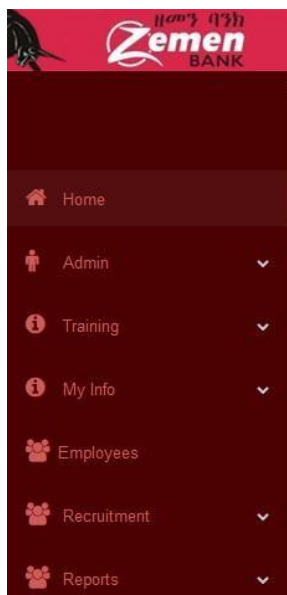 ዘመን ባንክ
Zemen
BANK
Home
Admin
Training
My Info
Employees
Recruitment
Reports